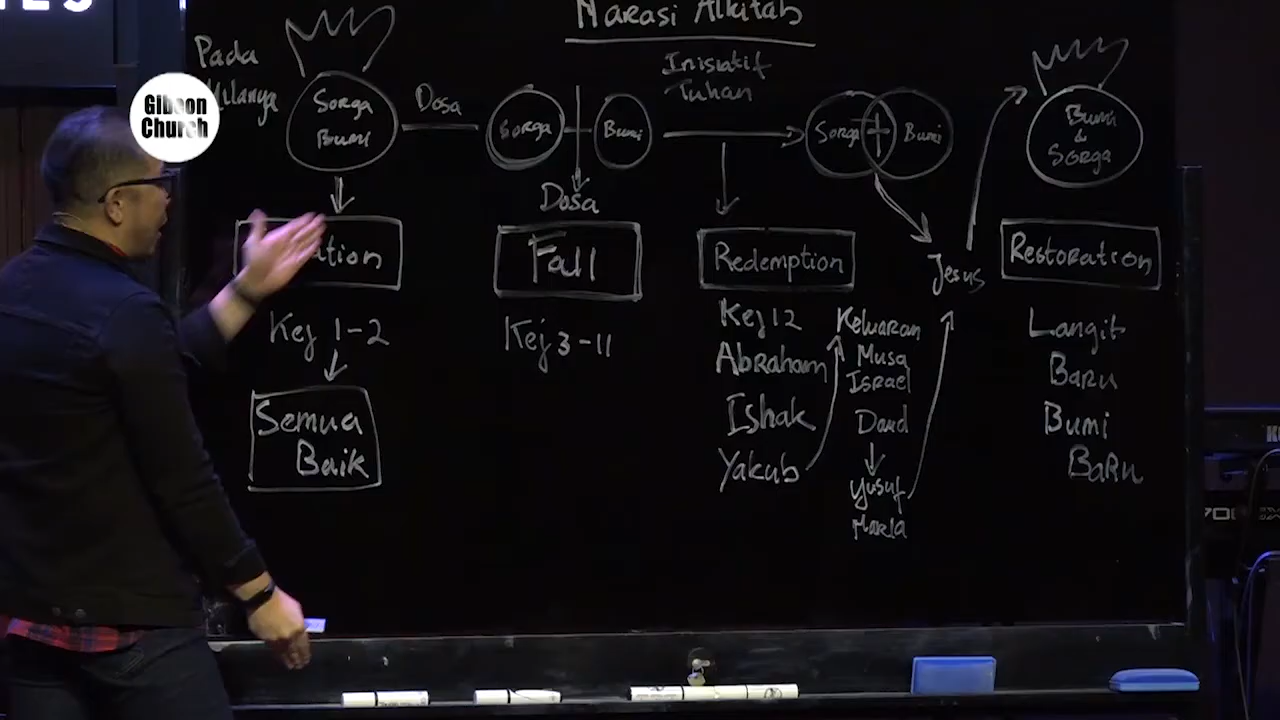 Narasi Alkitab
Pada
Gibson
Church
Sorga
Bumi
Dosa
Sorga
Bumi
Dosa
Inisiatif
Tuhan
Sorga
Bumi
Bumi
&
Sorga
Fall
Redemption
Jesus
Restoration
Kej 1-2
Semua
Baik
Kej 3-11
Kej 12
Abraham
Ishak
Yakub
Keluaran
Musa
Israel
Daud
Yusuf
Maria
Langit
Baru
Bumi
BaRu